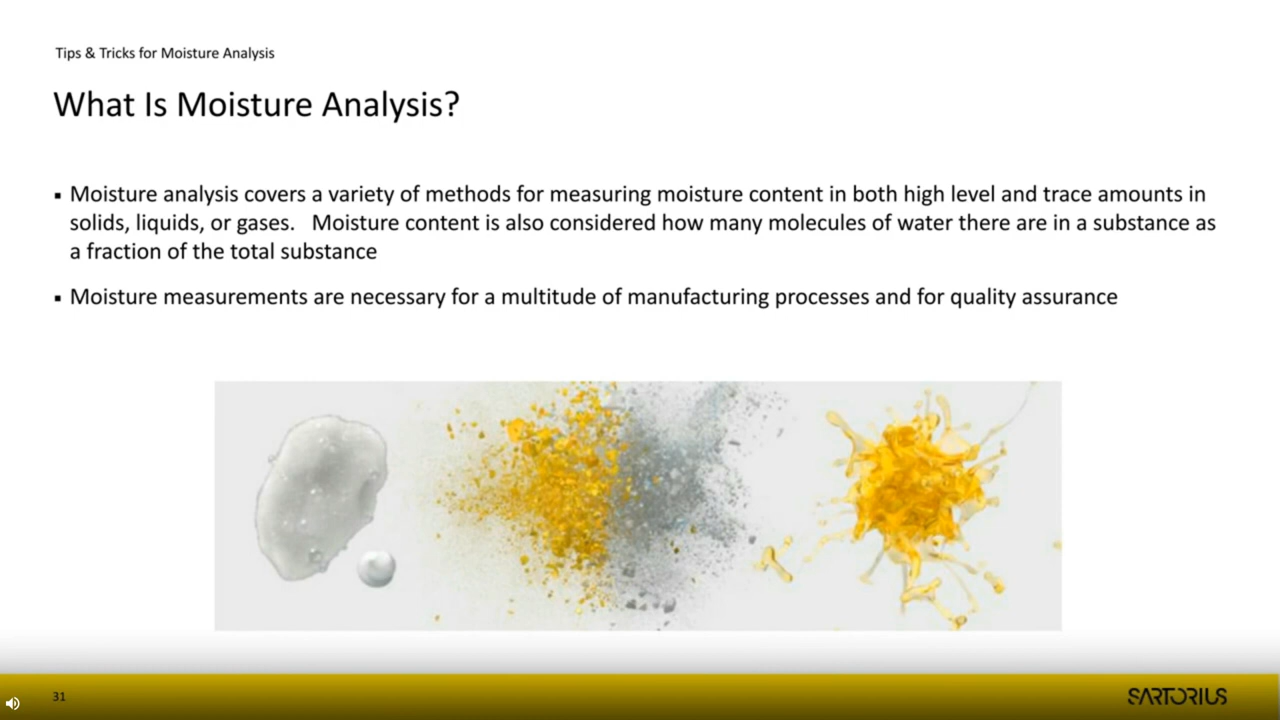 Tips & Tricks for Moisture Analysis
What Is Moisture Analysis?
▪ Moisture analysis covers a variety of methods for measuring moisture content in both high level and trace amounts in
solids, liquids, or gases.   Moisture content is also considered how many molecules of water there are in a substance as
a fraction of the total substance
▪ Moisture measurements are necessary for a multitude of manufacturing processes and for quality assurance
31
SARTORIUS